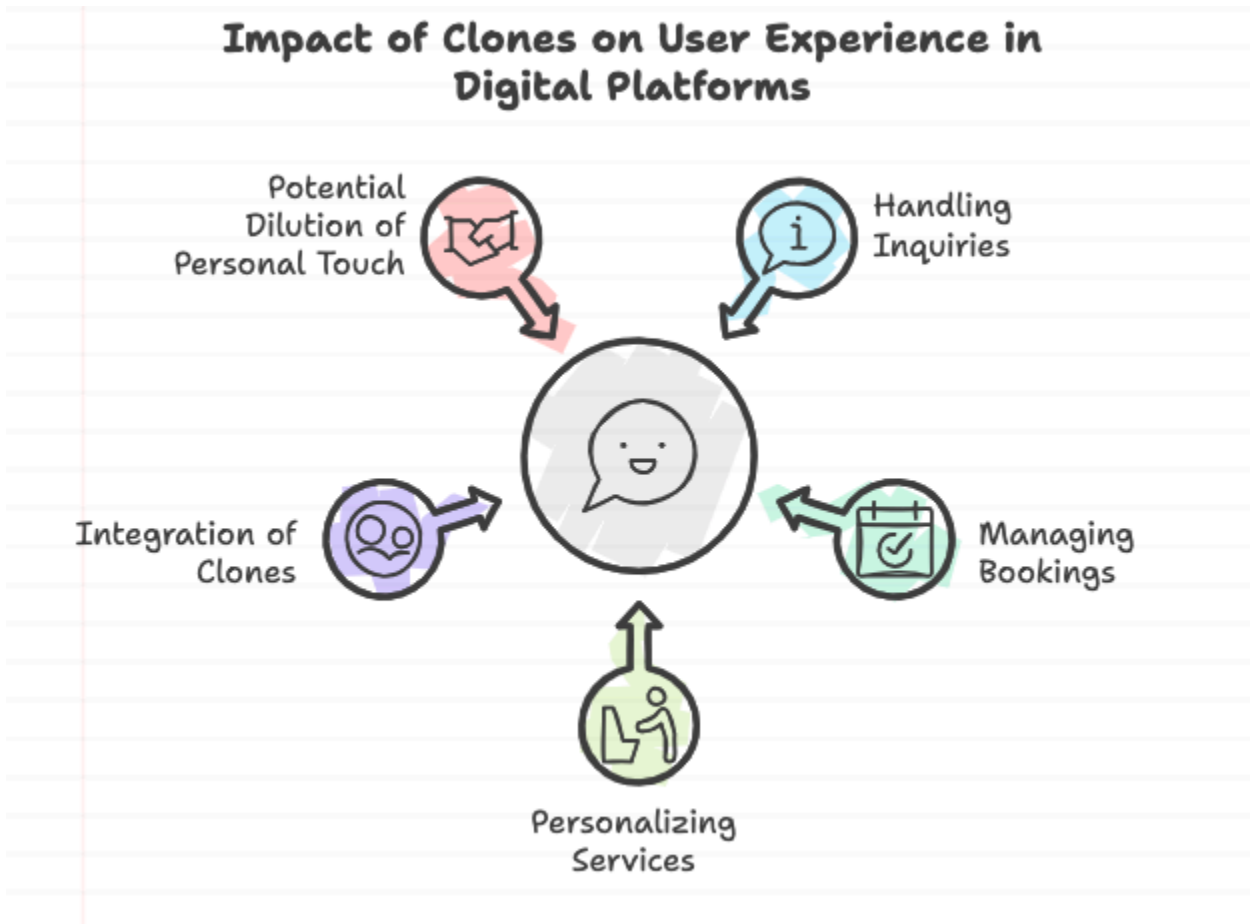 Impact of Clones on User Experience in
Digital Platforms
Potential
Dilution of
Personal Touch
Handling
Inquiries
Integration of
Clones
Managing
Bookings
Personalizing
Services